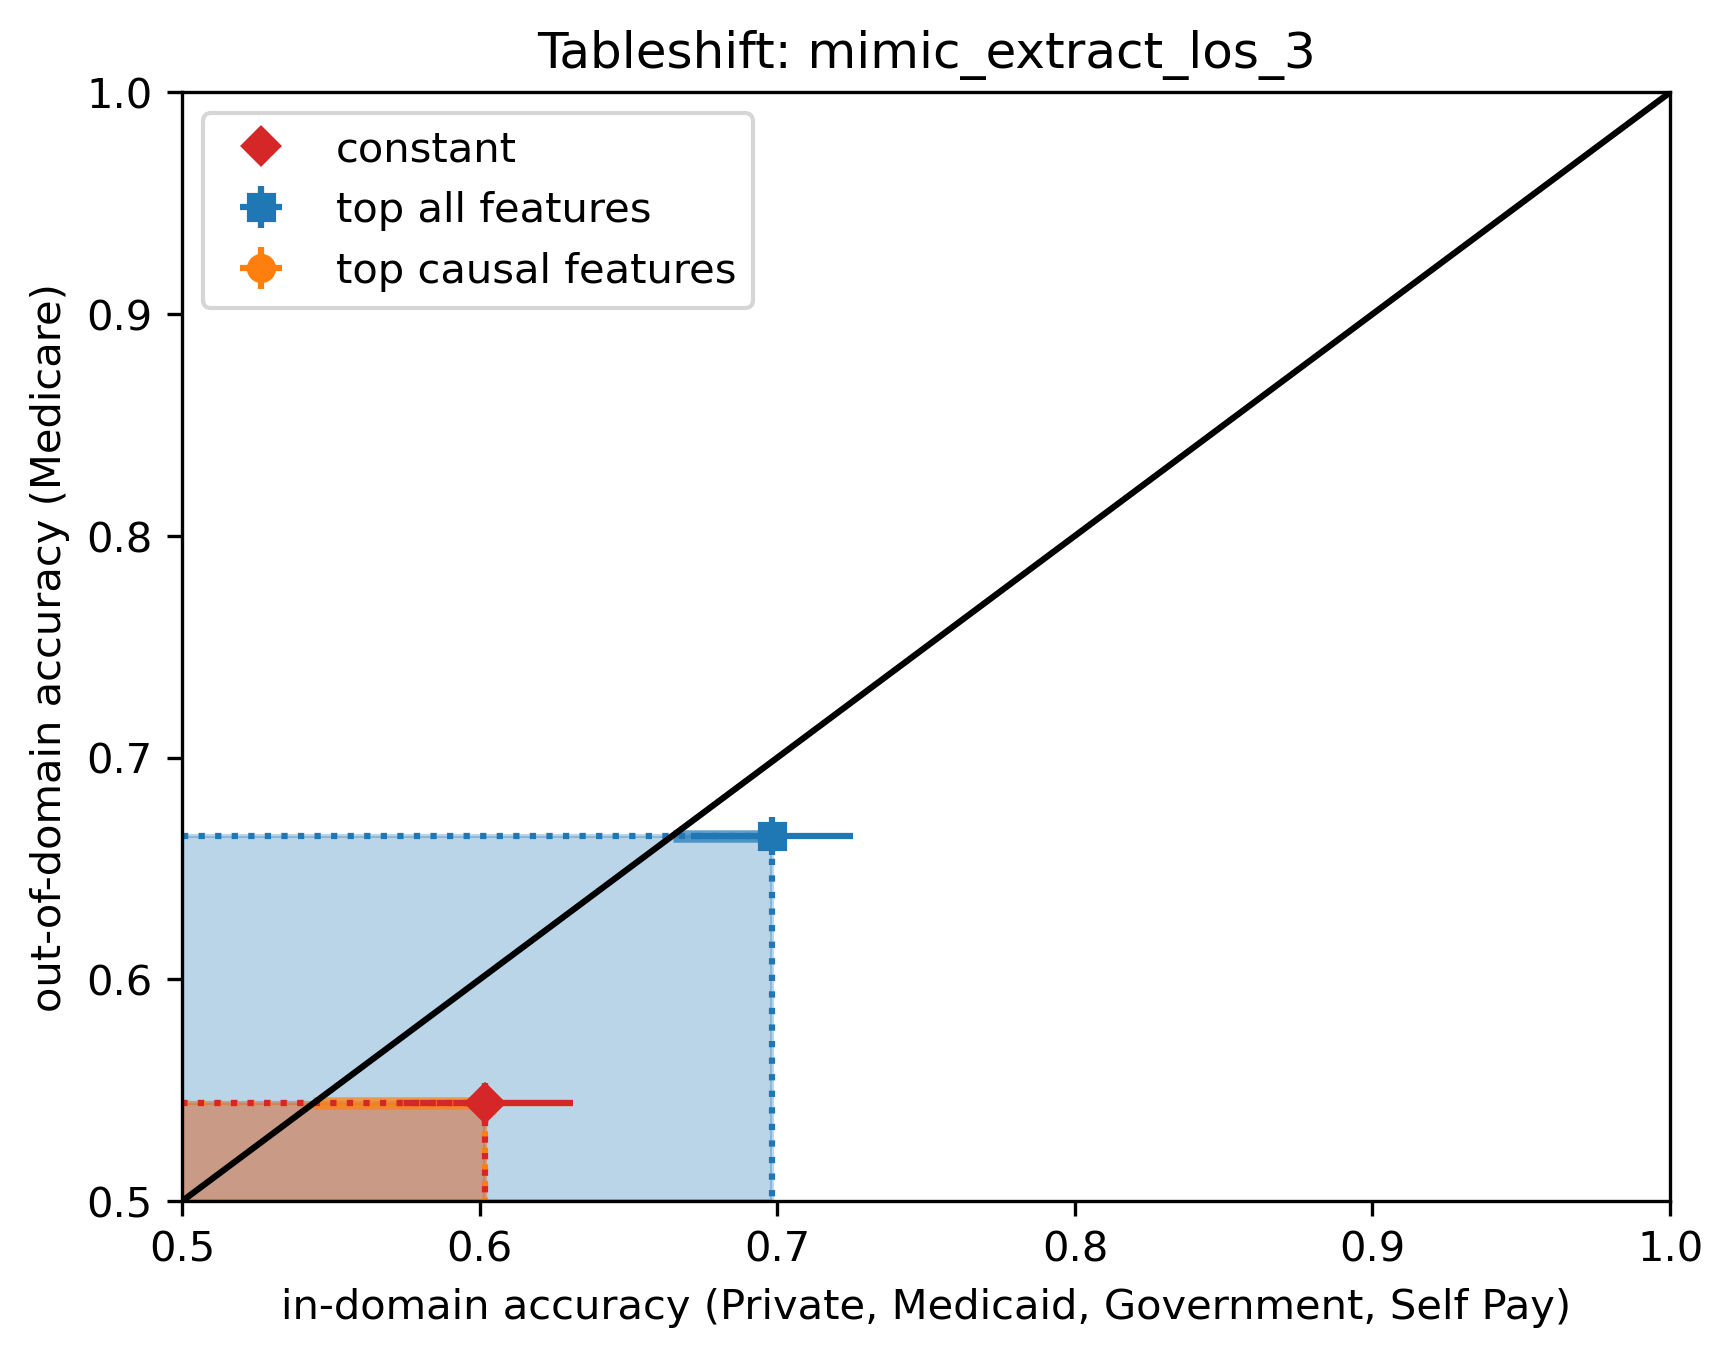 Tableshift: mimic_extract_los_3
1.0
0.9
0.8
0.7
0.6
0.5
constant
top all features
top causal features
out-of-domain accuracy (Medicare)
0.5 0.6 0.7 0.8 0.9 1.0
in-domain accuracy (Private, Medicaid, Government, Self Pay)